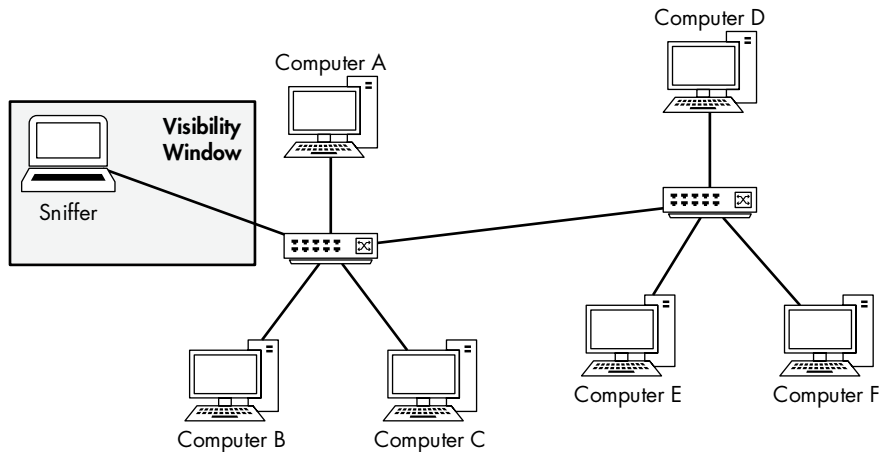 Computer D
Computer A
Visibility
Window
Sniffer
Computer E
Computer F
Computer B
Computer C